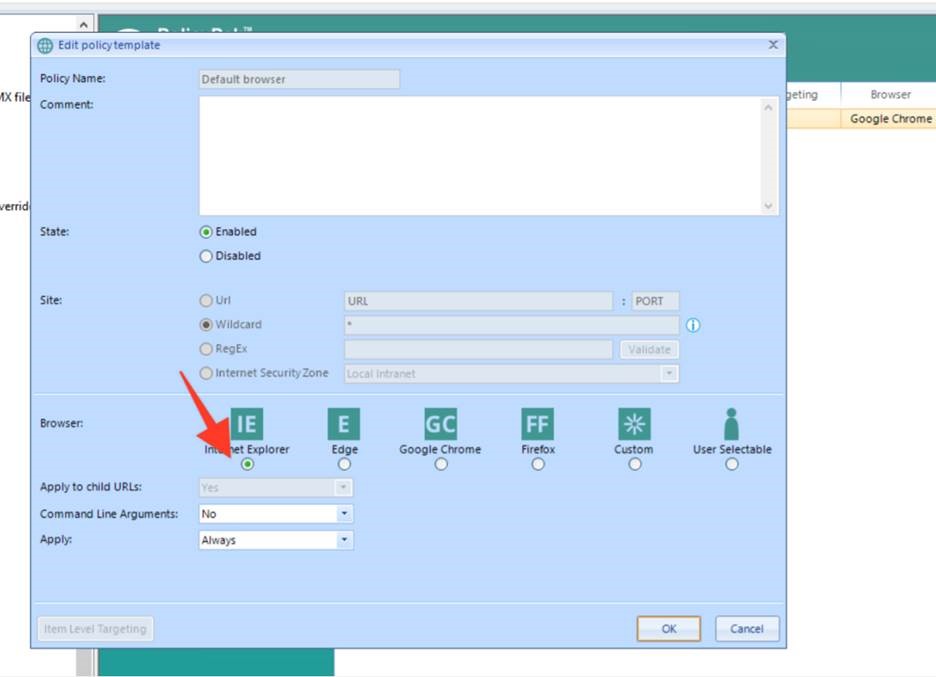 Edit policy template
Policy Name:
Default browser
Comment:
MX file
geting
Browser
Google Chrome
verrid
State:
Enabled
Disabled
Site:
Url
URL
:
PORT
Wildcard
*
RegEx
Validate
Internet Security Zone
Local Intranet
Browser:
IE
E
GC
FF
Internet Explorer
Edge
Google Chrome
Firefox
Custom
User Selectable
Apply to child URLs:
Yes
Command Line Arguments:
No
Apply:
Always
Item Level Targeting
OK
Cancel